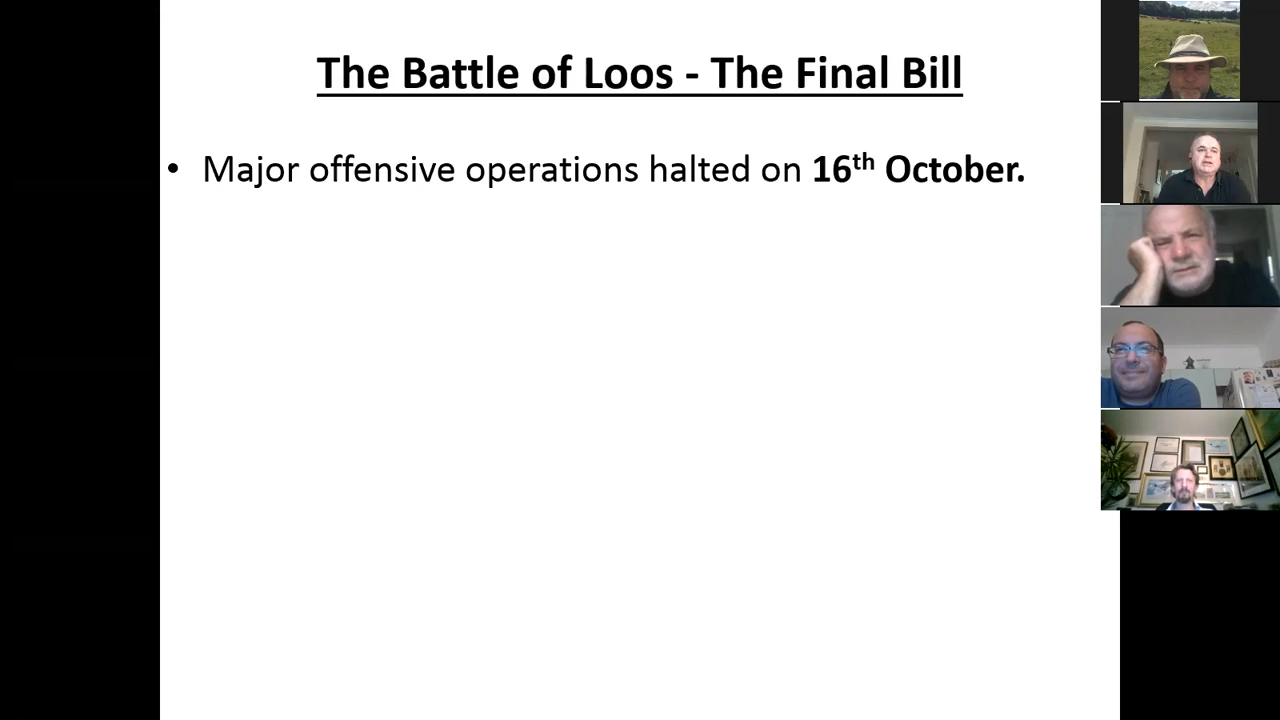 The Battle of Loos - The Final Bill
• Major offensive operations halted on 16th October.